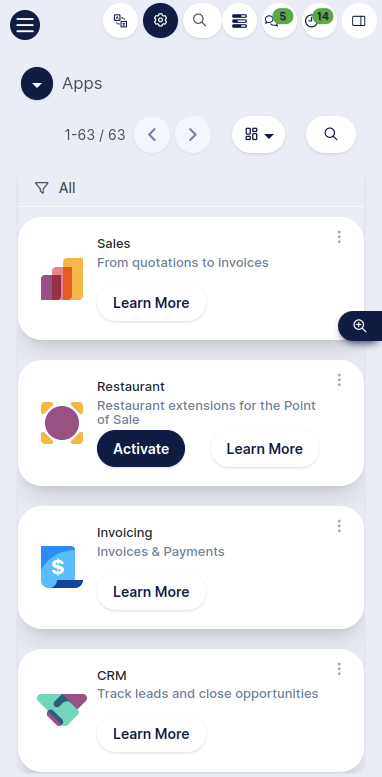 5
14
Apps
1-63 / 63
All
Sales
From quotations to invoices
Learn More
Restaurant
Restaurant extensions for the Point
of Sale
Activate
Learn More
Invoicing
Invoices & Payments
$
Learn More
CRM
Track leads and close opportunities
Learn More